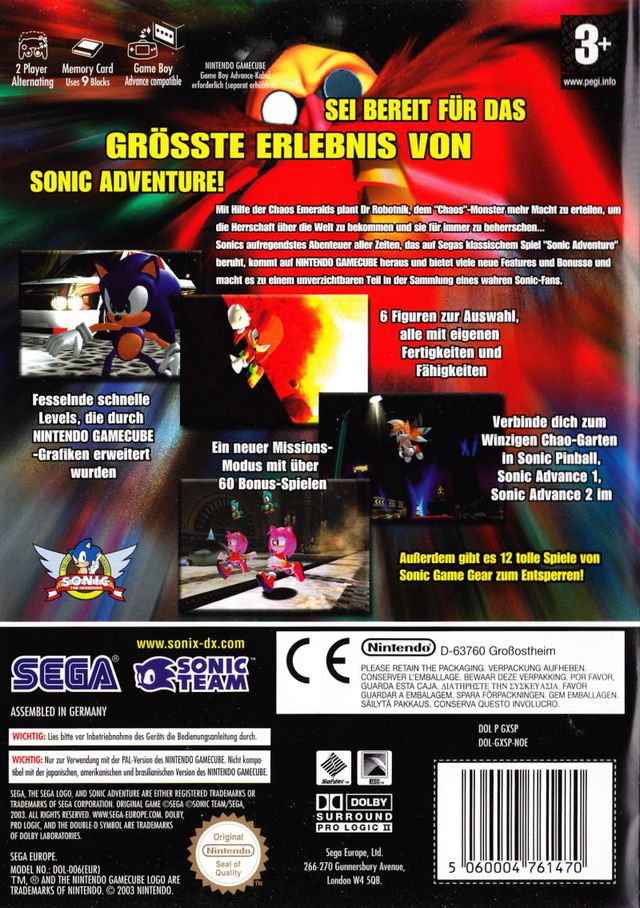 2 Player
Alternating
Memory Card
Uses 9 Blocks
Game Boy
Advance compatible
NINTENDO GAMECUBE
Game Boy Advance-Kabel
erforderlich (separat erhältlich)
3+
www.pegi.info
SEI BEREIT FÜR DAS
GRÖSSTE ERLEBNIS VON
SONIC ADVENTURE!
Mit Hilfe der Chaos Emeralds plant Dr Robotnik, dem "Chaos"-Monster mehr Macht zu erteilen, um
die Herrschaft über die Welt zu bekommen und sie für immer zu beherrschen...
Sonics aufregendstes Abenteuer aller Zeiten, das auf Segas klassischem Spiel "Sonic Adventure"
beruht, kommt auf NINTENDO GAMECUBE heraus und bietet viele neue Features und Bonusse und
macht es zu einem unverzichtbaren Teil in der Sammlung eines wahren Sonic-Fans.
6 Figuren zur Auswahl,
alle mit eigenen
Fertigkeiten und
Fähigkeiten
Fesselnde schnelle
Levels, die durch
NINTENDO GAMECUBE
-Grafiken erweitert
wurden
Ein neuer Missions-
Modus mit über
60 Bonus-Spielen
Verbinde dich zum
Winzigen Chao-Garten
in Sonic Pinball,
Sonic Advance 1,
Sonic Advance 2 im
Außerdem gibt es 12 tolle Spiele von
Sonic Game Gear zum Entsperren!
SONIC
THE HEDGEHOG
www.sonix-dx.com
SEGA®
SONIC
TEAM™
ASSEMBLED IN GERMANY
CE
Nintendo® D-63760 Großostheim
PLEASE RETAIN THE PACKAGING. VERPACKUNG AUFHEBEN.
CONSERVER L'EMBALLAGE. BEWAAR DEZE VERPAKKING. POR FAVOR,
GUARDA ESTA CAJA. ΔΙΑΤΗΡΗΣΤΕ ΤΗΝ ΣΥΣΚΕΥΑΣΙΑ. FAVOR
GUARDAR A EMBALAGEM. SPARA FÖRPACKNINGEN. GEM EMBALLAGEN.
SÄILYTÄ PAKKAUS. CONSERVA QUESTO INVOLUCRO.
DOL P GXSP
DOL-GXSP-NOE
WICHTIG: Lies bitte vor Inbetriebnahme des Geräts die Bedienungsanleitung durch.
WICHTIG: Nur zur Verwendung mit der PAL-Version des NINTENDO GAMECUBE. Nicht kompa-
tibel mit der japanischen, amerikanischen und brasilianischen Version des NINTENDO GAMECUBE.
SEGA, THE SEGA LOGO, AND SONIC ADVENTURE ARE EITHER REGISTERED TRADEMARKS OR
TRADEMARKS OF SEGA CORPORATION. ORIGINAL GAME ©SEGA ©SONIC TEAM/SEGA,
2003. ALL RIGHTS RESERVED. WWW.SEGA-EUROPE.COM. DOLBY,
PRO LOGIC, AND THE DOUBLE-D SYMBOL ARE TRADEMARKS
OF DOLBY LABORATORIES.
SEGA EUROPE.
MODEL NO.: DOL-006(EUR)
TM, ® AND THE NINTENDO GAMECUBE LOGO ARE
TRADEMARKS OF NINTENDO. © 2003 NINTENDO.
Original
Nintendo
Seal of
Quality
TM
Sofdec™
DOLBY
SURROUND
PRO LOGIC II
Sega Europe, Ltd.
266-270 Gunnersbury Avenue,
London W4 5QB.
5 060004 761470